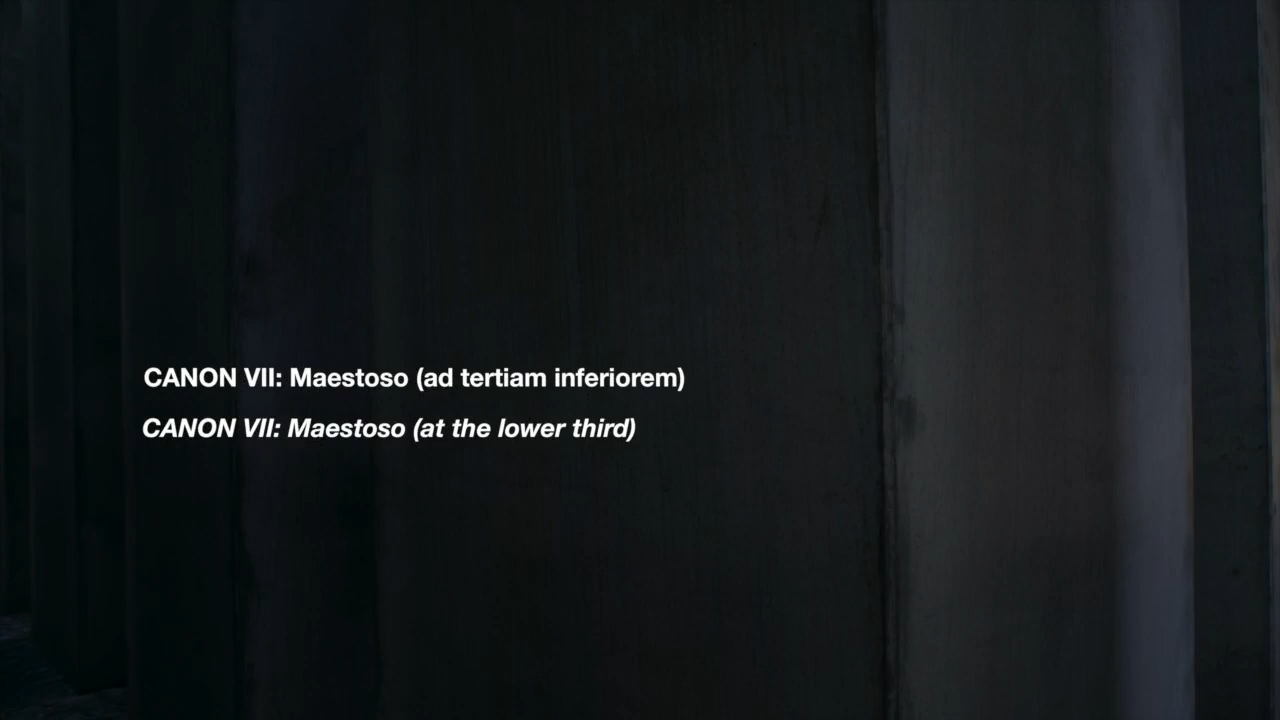 CANON VII: Maestoso (ad tertiam inferiorem)
CANON VII: Maestoso (at the lower third)